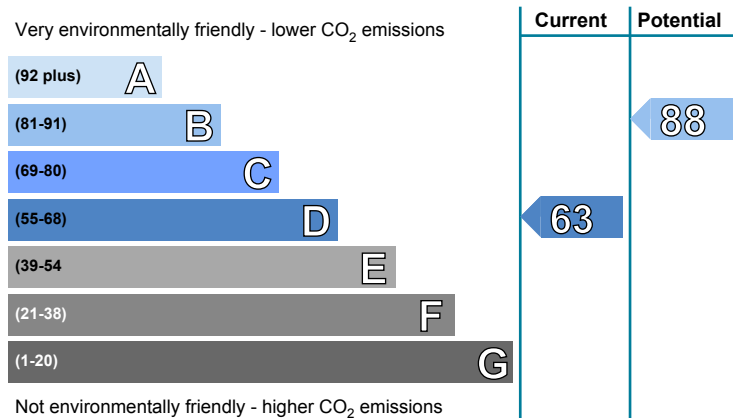 Very environmentally friendly - lower CO₂ emissions
Current
Potential
(92 plus) A
(81-91) B
88
(69-80) C
(55-68) D
63
(39-54 E
(21-38) F
(1-20) G
Not environmentally friendly - higher CO₂ emissions